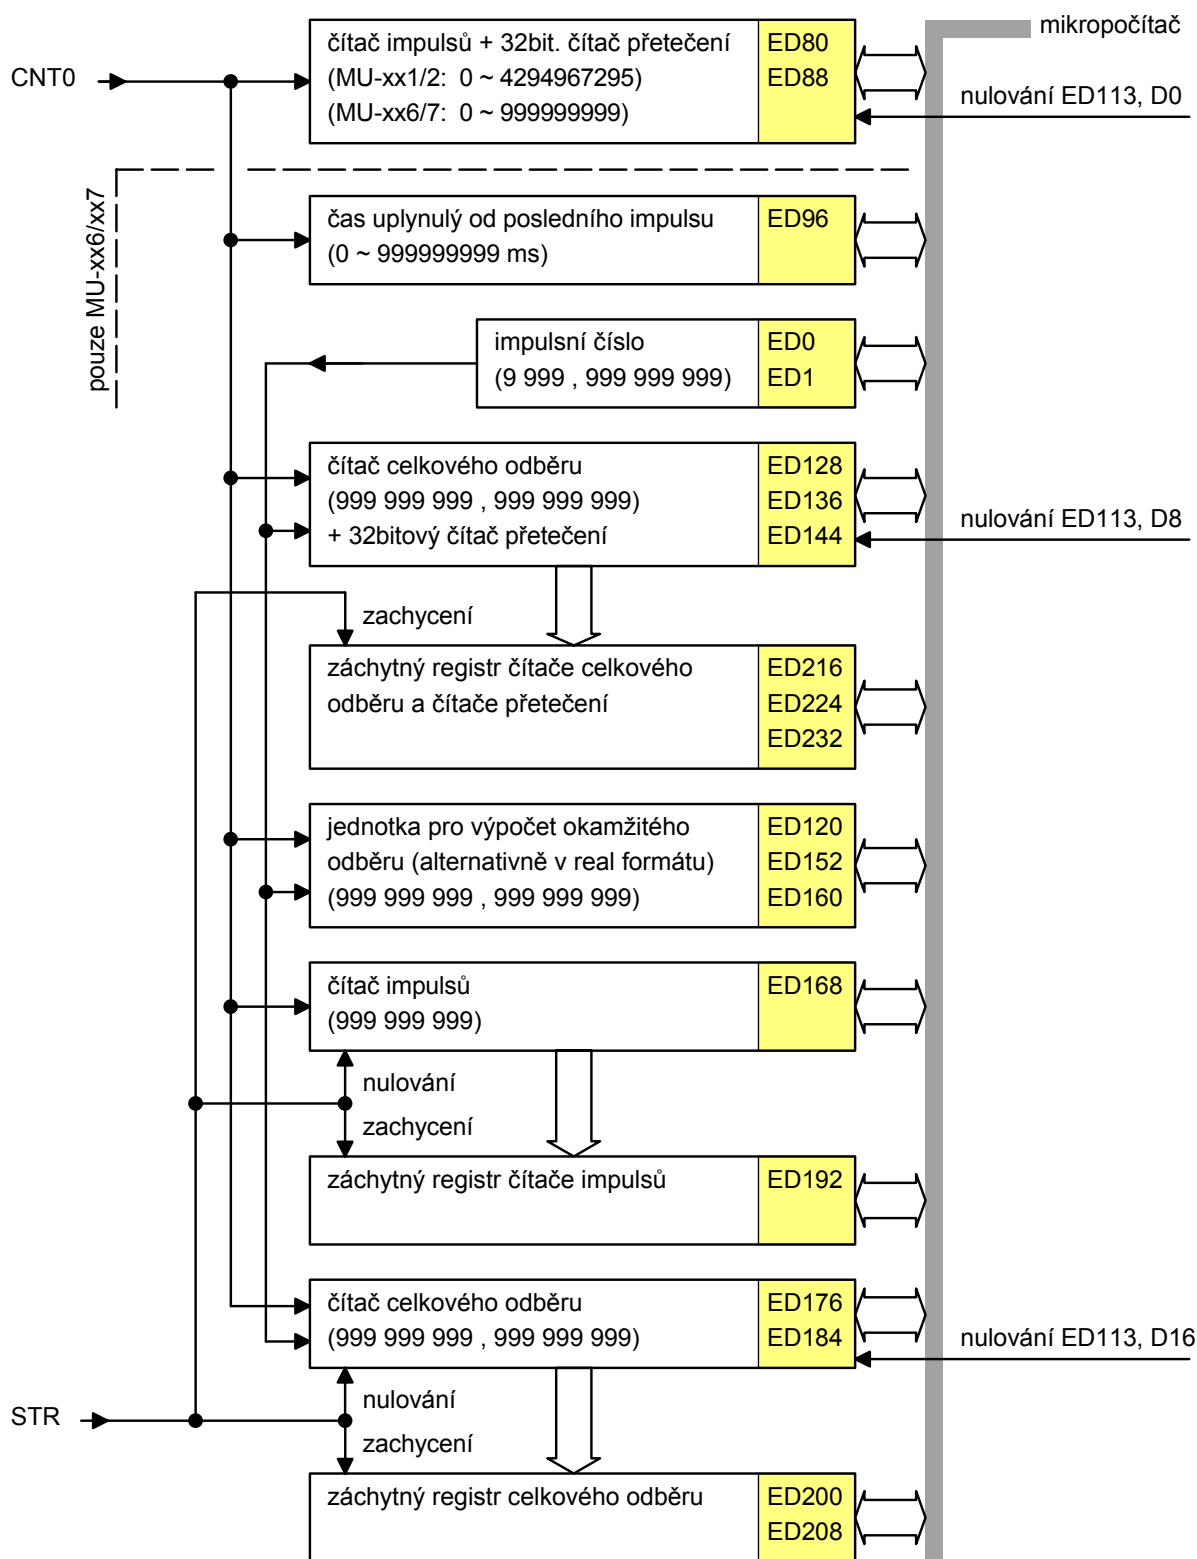 mikropočítač
čítač impulsů + 32bit. čítač přetečení ED80
CNT0 (MU-xx1/2: 0 ~ 4294967295) ED88
(MU-xx6/7: 0 ~ 999999999)
nulování ED113, D0
pouze MU-xx6/xx7
čas uplynulý od posledního impulsu ED96
(0 ~ 999999999 ms)
impulsní číslo ED0
(9 999 , 999 999 999) ED1
čítač celkového odběru ED128
(999 999 999 , 999 999 999) ED136
+ 32bitový čítač přetečení ED144
nulování ED113, D8
zachycení
záchytný registr čítače celkového ED216
odběru a čítače přetečení ED224
ED232
jednotka pro výpočet okamžitého ED120
odběru (alternativně v real formátu) ED152
(999 999 999 , 999 999 999) ED160
čítač impulsů ED168
(999 999 999)
nulování
zachycení
záchytný registr čítače impulsů ED192
čítač celkového odběru ED176
(999 999 999 , 999 999 999) ED184
nulování ED113, D16
nulování
STR
zachycení
záchytný registr celkového odběru ED200
ED208